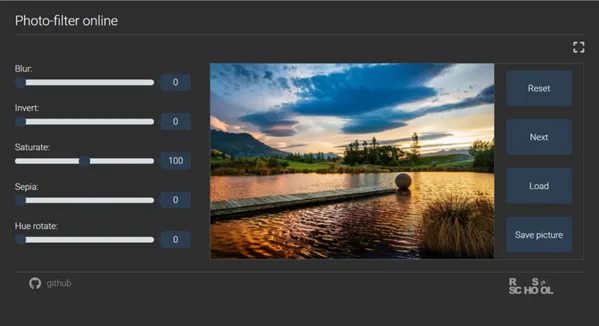 Photo-filter online
Blur:
0
Invert:
0
Saturate:
100
Sepia:
0
Hue rotate:
0
Reset
Next
Load
Save picture
github
R S
SCHOOL